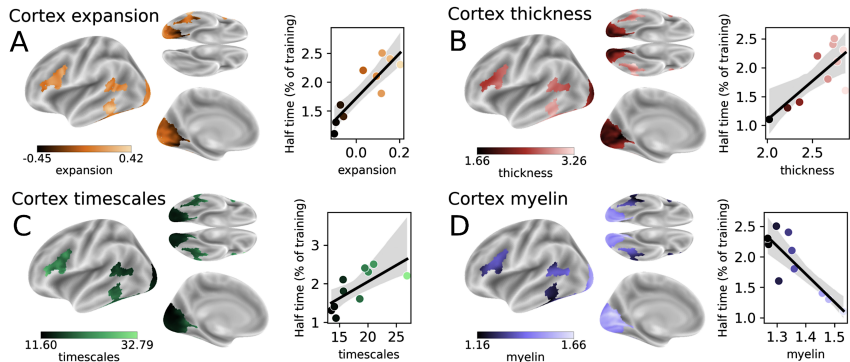 Cortex expansion
A
-0.45 0.42
expansion
Half time (% of training)
2.5
2.0
1.5
0.0 0.2
expansion
Cortex thickness
B
1.66 3.26
thickness
Half time (% of training)
2.5
2.0
1.5
1.0
2.0 2.5
thickness
Cortex timescales
C
11.60 32.79
timescales
Half time (% of training)
3
2
1
15 20 25
timescales
Cortex myelin
D
1.16 1.66
myelin
Half time (% of training)
2.5
2.0
1.5
1.0
1.3 1.4 1.5
myelin